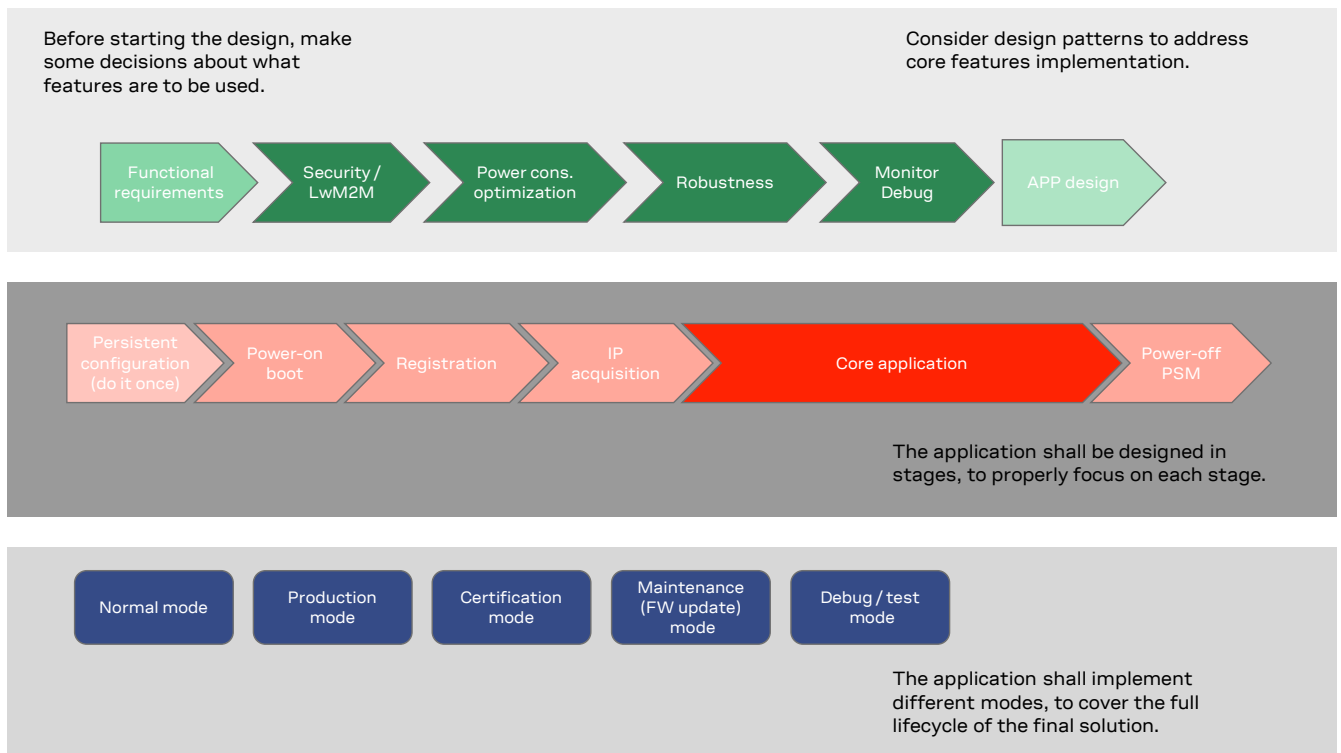 Before starting the design, make
some decisions about what
features are to be used.
Consider design patterns to address
core features implementation.
Functional
requirements
Security /
LwM2M
Power cons.
optimization
Robustness
Monitor
Debug
APP design
Persistent
configuration
(do it once)
Power-on
boot
Registration
IP
acquisition
Core application
Power-off
PSM
The application shall be designed in
stages, to properly focus on each stage.
Normal mode
Production
mode
Certification
mode
Maintenance
(FW update)
mode
Debug / test
mode
The application shall implement
different modes, to cover the full
lifecycle of the final solution.